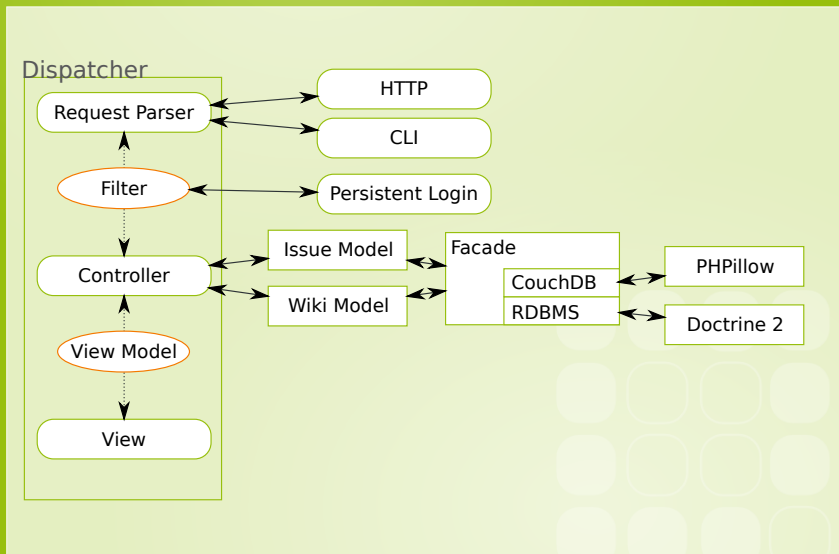 Dispatcher
Request Parser
HTTP
CLI
Filter
Persistent Login
Controller
Issue Model
Wiki Model
Facade
CouchDB
RDBMS
PHPillow
Doctrine 2
View Model
View